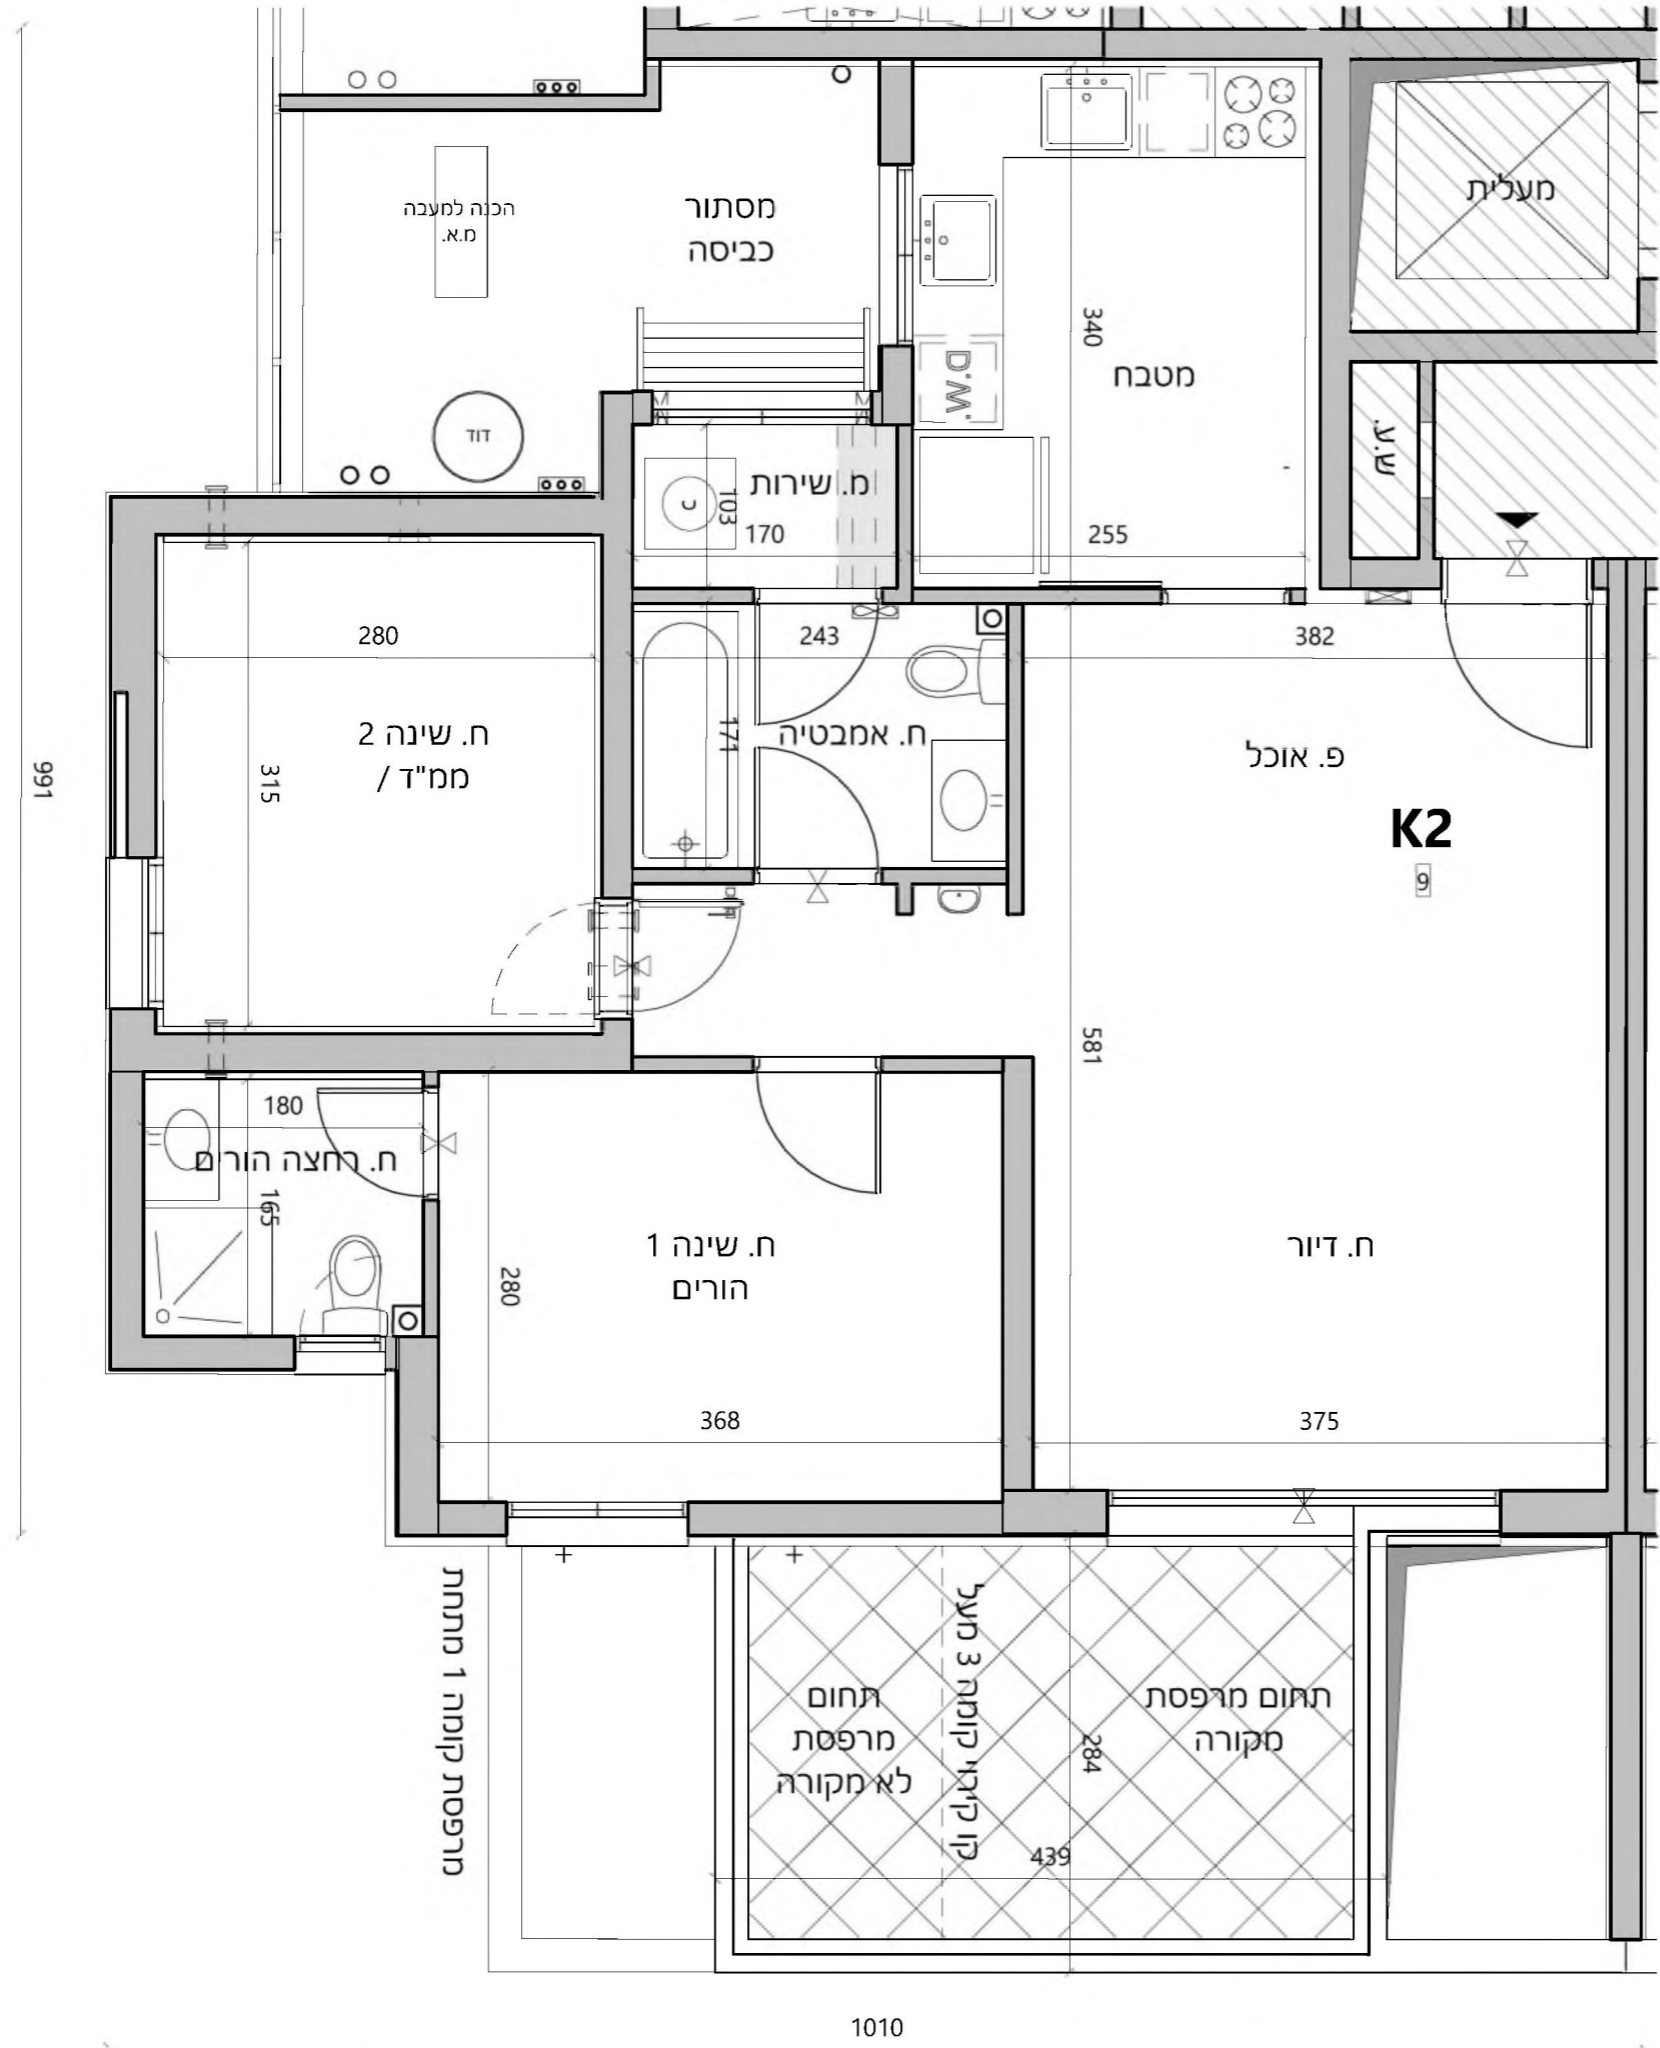 הכנה למעבה
מ.א.
מסתור
כביסה
מעלית
340
מטבח
D.W.
דוד
ש.ע.
מ. שירות
כ
103
170
255
280
243
382
ח. שינה 2
ממ"ד /
315
171
ח. אמבטיה
פ. אוכל
991
K2
9
581
180
ח. רחצה הורים
165
ח. שינה 1
הורים
280
ח. דיור
368
375
מרפסת קומה 1 מתחת
קו קירוי קומה 3 מעל
תחום
מרפסת
לא מקורה
תחום מרפסת
מקורה
284
439
1010